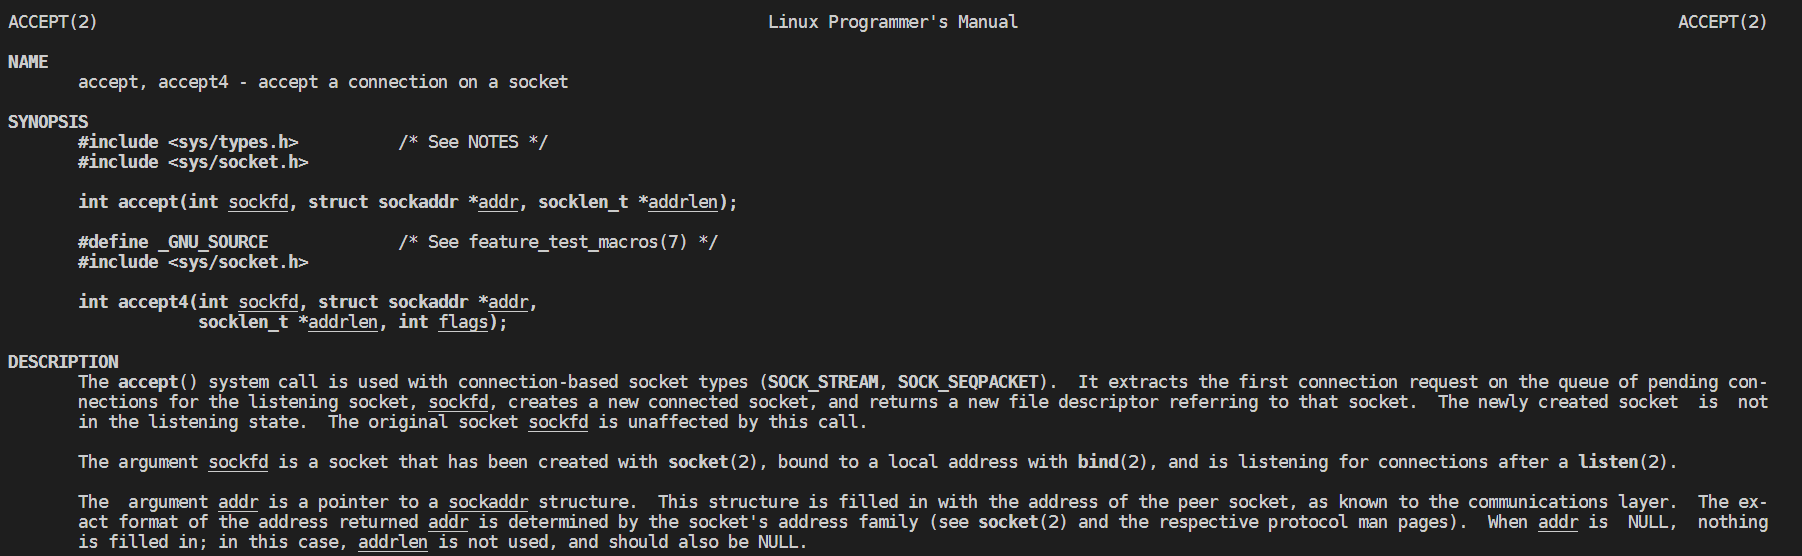 ACCEPT(2) Linux Programmer's Manual ACCEPT(2)
NAME
accept, accept4 - accept a connection on a socket
SYNOPSIS
#include <sys/types.h> /* See NOTES */
#include <sys/socket.h>
int accept(int sockfd, struct sockaddr *addr, socklen_t *addrlen);
#define _GNU_SOURCE /* See feature_test_macros(7) */
#include <sys/socket.h>
int accept4(int sockfd, struct sockaddr *addr,
socklen_t *addrlen, int flags);
DESCRIPTION
The accept() system call is used with connection-based socket types (SOCK_STREAM, SOCK_SEQPACKET). It extracts the first connection request on the queue of pending con-
nections for the listening socket, sockfd, creates a new connected socket, and returns a new file descriptor referring to that socket. The newly created socket is not
in the listening state. The original socket sockfd is unaffected by this call.
The argument sockfd is a socket that has been created with socket(2), bound to a local address with bind(2), and is listening for connections after a listen(2).
The argument addr is a pointer to a sockaddr structure. This structure is filled in with the address of the peer socket, as known to the communications layer. The ex-
act format of the address returned addr is determined by the socket's address family (see socket(2) and the respective protocol man pages). When addr is NULL, nothing
is filled in; in this case, addrlen is not used, and should also be NULL.